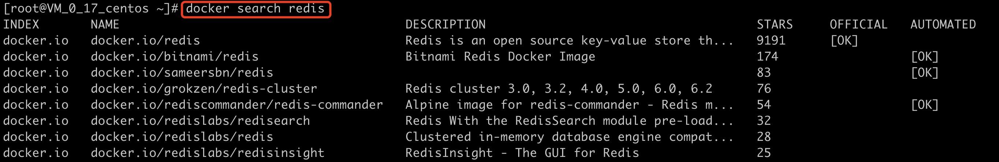 [root@VM_0_17_centos ~]# docker search redis
INDEX NAME DESCRIPTION STARS OFFICIAL AUTOMATED
docker.io docker.io/redis Redis is an open source key-value store th... 9191 [OK]
docker.io docker.io/bitnami/redis Bitnami Redis Docker Image 174 [OK]
docker.io docker.io/sameersbn/redis 83 [OK]
docker.io docker.io/grokzen/redis-cluster Redis cluster 3.0, 3.2, 4.0, 5.0, 6.0, 6.2 76
docker.io docker.io/rediscommander/redis-commander Alpine image for redis-commander - Redis m... 54 [OK]
docker.io docker.io/redislabs/redisearch Redis With the RedisSearch module pre-load... 32
docker.io docker.io/redislabs/redis Clustered in-memory database engine compat... 28
docker.io docker.io/redislabs/redisinsight RedisInsight - The GUI for Redis 25